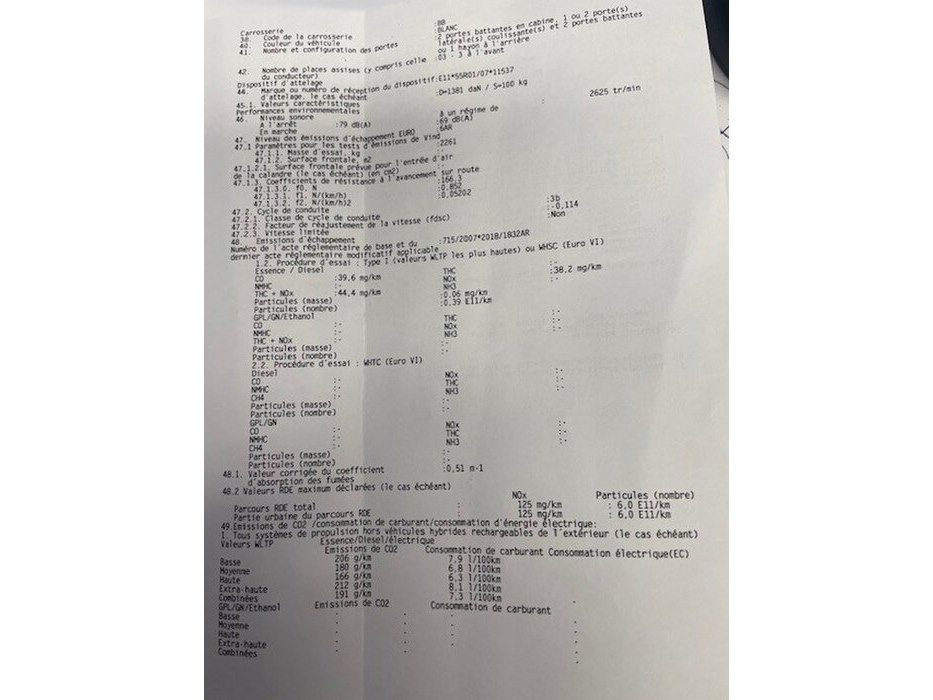 Carrosserie
38. Code de la carrosserie :BB
40. Couleur du véhicule :BLANC
41. Nombre et configuration des portes :2 portes battantes en cabine, 1 ou 2 porte(s)
latérale(s) coulissante(s) et 2 portes battantes
ou 1 hayon à l'arrière
42. Nombre de places assises (y compris celle :03 - 3 à l'avant
du conducteur)
Dispositif d'attelage
44. Marque ou numéro de réception du dispositif:E11*55R01/07*11537
d'attelage, le cas échéant
45.1. Valeurs caractéristiques :D=1381 daN / S=100 kg
Performances environnementales
46. Niveau sonore à un régime de : 2625 tr/min
A l'arrêt :79 dB(A)
En marche :69 dB(A)
47. Niveau des émissions d'échappement EURO :6AR
47.1 Paramètres pour les tests d'émissions de Vind
47.1.1. Masse d'essai, kg :2261
47.1.2. Surface frontale, m2 :-
47.1.2.1. Surface frontale prévue pour l'entrée d'air
de la calandre (le cas échéant) (en cm2) :-
47.1.3. Coefficients de résistance à l'avancement sur route
47.1.3.0. f0, N :166.3
47.1.3.1. f1, N/(km/h) :0.852
47.1.3.2. f2, N/(km/h)2 :0.05202
47.2. Cycle de conduite
47.2.1. Classe de cycle de conduite :3b
47.2.2. Facteur de réajustement de la vitesse (fdsc) :-0,114
47.2.3. Vitesse limitée :Non
48. Emissions d'échappement
Numéro de l'acte réglementaire de base et du :715/2007*2018/1832AR
dernier acte réglementaire modificatif applicable
1.2. Procédure d'essai : Type I (valeurs WLTP les plus hautes) ou WHSC (Euro VI)
Essence / Diesel
CO :39,6 mg/km THC :-
NMHC :- NOx :38,2 mg/km
THC + NOx :44,4 mg/km NH3 :-
Particules (masse) :0.06 mg/km
Particules (nombre) :0.39 E11/km
GPL/GN/Ethanol
CO :- THC :-
NMHC :- NOx :-
THC + NOx :- NH3 :-
Particules (masse) :-
Particules (nombre) :-
2.2. Procédure d'essai : WHTC (Euro VI)
Diesel
CO :- NOx :-
NMHC :- THC :-
CH4 :- NH3 :-
Particules (masse) :-
Particules (nombre) :-
GPL/GN
CO :- NOx :-
NMHC :- THC :-
CH4 :- NH3 :-
Particules (masse) :-
Particules (nombre) :-
48.1. Valeur corrigée du coefficient :0,51 m-1
d'absorption des fumées
48.2 Valeurs RDE maximum déclarées (le cas échéant)
NOx Particules (nombre)
Parcours RDE total : 125 mg/km : 6,0 E11/km
Partie urbaine du parcours RDE : 125 mg/km : 6,0 E11/km
49.Emissions de CO2 /consommation de carburant/consommation d'énergie électrique:
1. Tous systèmes de propulsion hors véhicules hybrides rechargeables de l'extérieur (le cas échéant)
Valeurs WLTP Essence/Diesel/électrique
Emissions de CO2 Consommation de carburant Consommation électrique(EC)
Basse 206 g/km 7.9 l/100km
Moyenne 180 g/km 6.8 l/100km
Haute 166 g/km 6.3 l/100km
Extra-haute 212 g/km 8.1 l/100km
Combinées 191 g/km 7.3 l/100km -
GPL/GN/Ethanol Emissions de CO2 Consommation de carburant
Basse - - - -
Moyenne - - - -
Haute - - - -
Extra-haute - - - -
Combinées - - - -